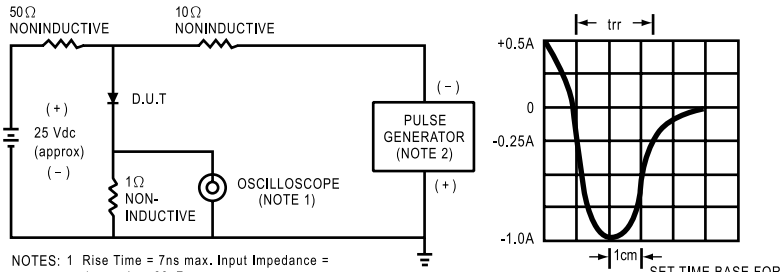 50Ω
NONINDUCTIVE
10Ω
NONINDUCTIVE
D.U.T
(+)
25 Vdc
(approx)
(-)
1Ω
NON-
INDUCTIVE
OSCILLOSCOPE
(NOTE 1)
(-)
PULSE
GENERATOR
(NOTE 2)
(+)
NOTES: 1 Rise Time = 7ns max. Input Impedance =
trr
+0.5A
0
-0.25A
-1.0A
1cm
SET TIME BASE FOR